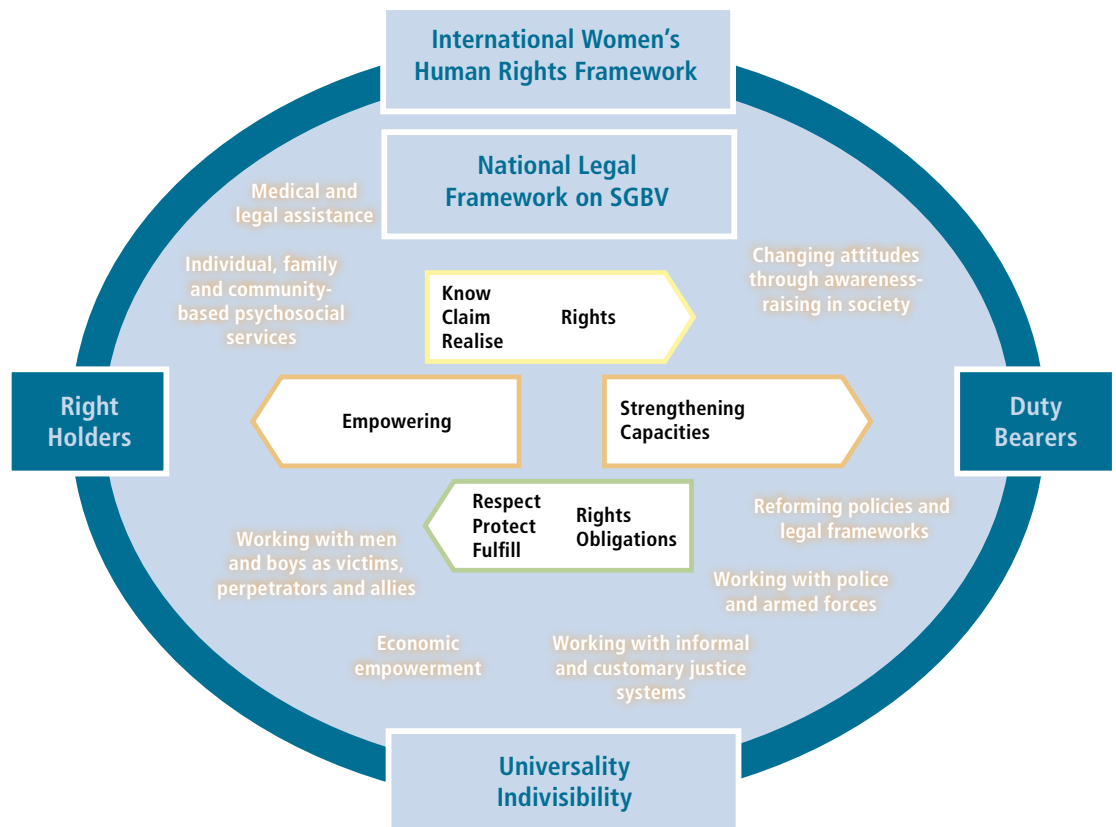 International Women’s
Human Rights Framework
National Legal
Framework on SGBV
Medical and
legal assistance
Individual, family
and community-
based psychosocial
services
Changing attitudes
through awareness-
raising in society
Know
Claim
Realise
Rights
Right
Holders
Empowering
Strengthening
Capacities
Duty
Bearers
Respect
Protect
Fulfill
Rights
Obligations
Working with men
and boys as victims,
perpetrators and allies
Reforming policies and
legal frameworks
Working with police
and armed forces
Economic
empowerment
Working with informal
and customary justice
systems
Universality
Indivisibility